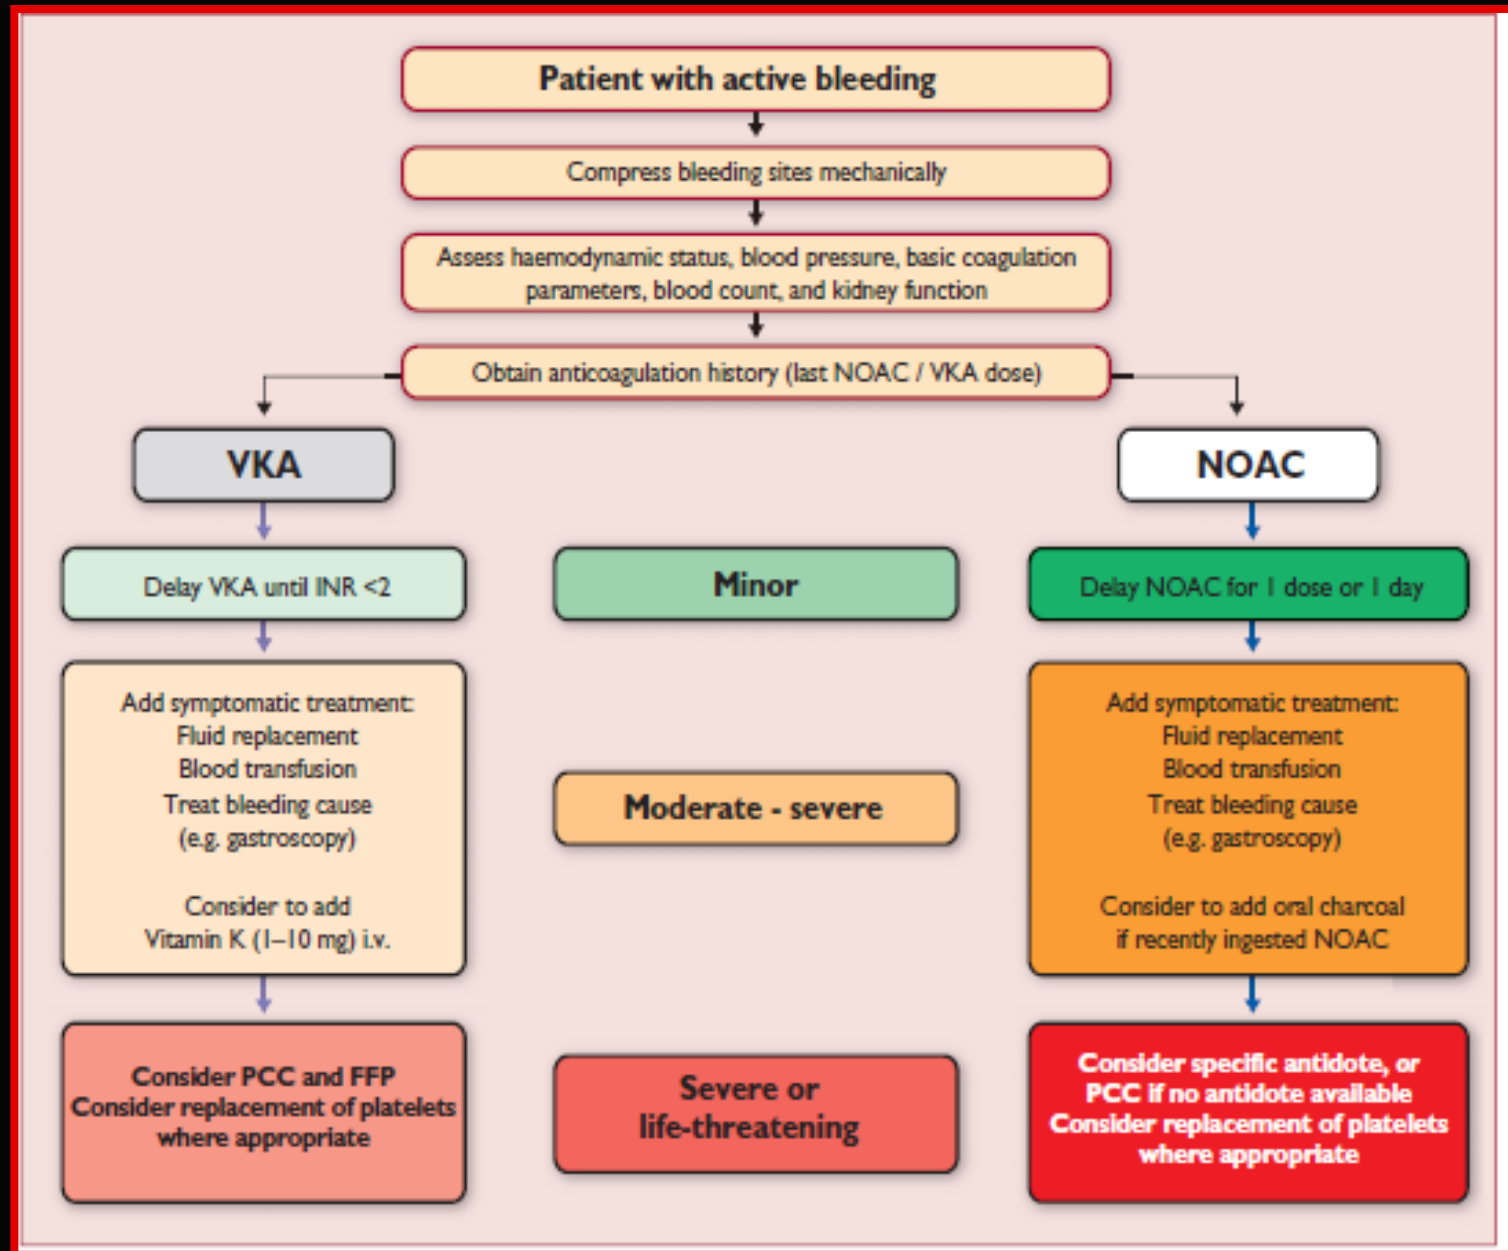 Patient with active bleeding
Compress bleeding sites mechanically
Assess haemodynamic status, blood pressure, basic coagulation
parameters, blood count, and kidney function
Obtain anticoagulation history (last NOAC / VKA dose)
VKA
NOAC
Delay VKA until INR <2
Minor
Delay NOAC for 1 dose or 1 day
Add symptomatic treatment:
Fluid replacement
Blood transfusion
Treat bleeding cause
(e.g. gastroscopy)
Consider to add
Vitamin K (1–10 mg) i.v.
Moderate - severe
Add symptomatic treatment:
Fluid replacement
Blood transfusion
Treat bleeding cause
(e.g. gastroscopy)
Consider to add oral charcoal
if recently ingested NOAC
Consider PCC and FFP
Consider replacement of platelets
where appropriate
Severe or
life-threatening
Consider specific antidote, or
PCC if no antidote available
Consider replacement of platelets
where appropriate